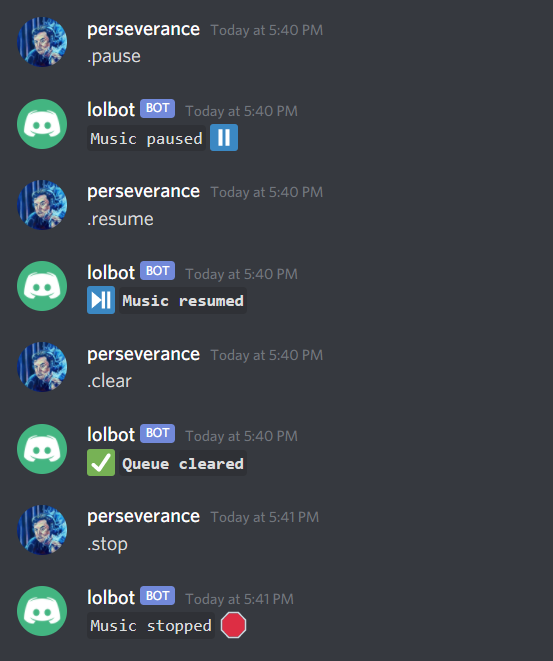 perseverance Today at 5:40 PM
.pause
lolbot BOT Today at 5:40 PM
Music paused ⏸
perseverance Today at 5:40 PM
.resume
lolbot BOT Today at 5:40 PM
⏯ Music resumed
perseverance Today at 5:40 PM
.clear
lolbot BOT Today at 5:40 PM
✅ Queue cleared
perseverance Today at 5:41 PM
.stop
lolbot BOT Today at 5:41 PM
Music stopped 🛑